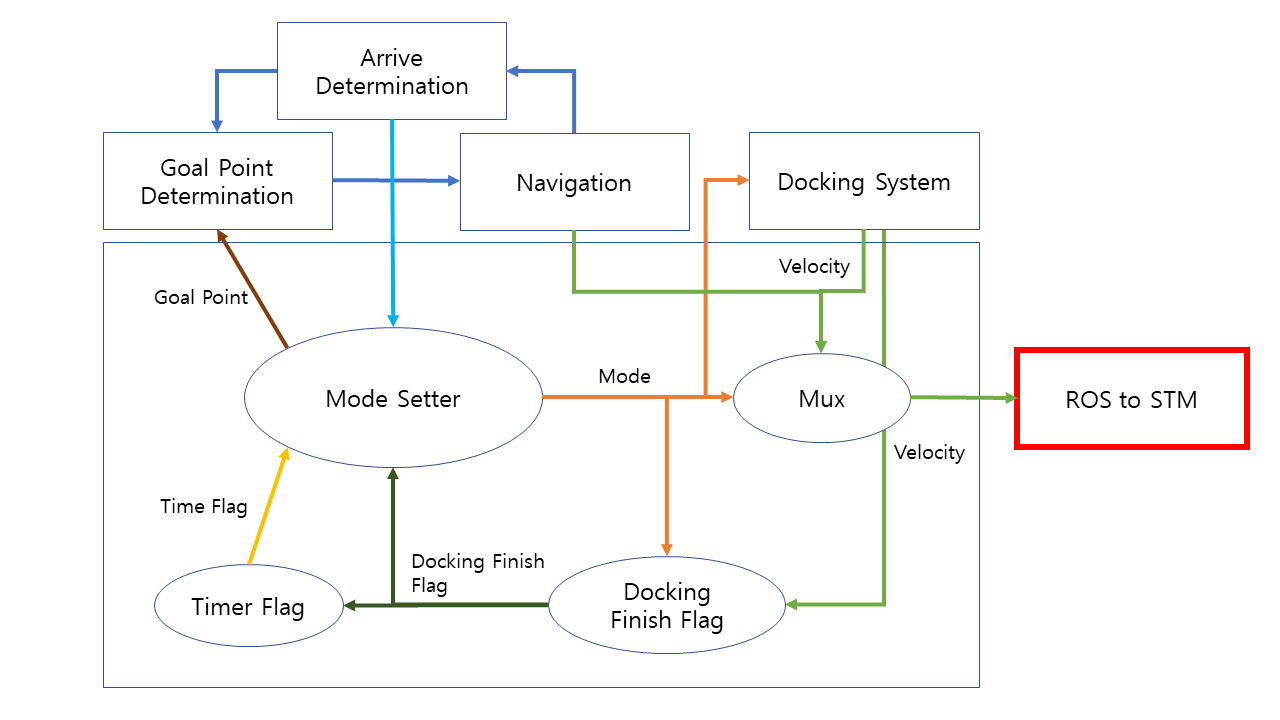 Arrive
Determination
Goal Point
Determination
Navigation
Docking System
Velocity
Goal Point
Mode
Mode Setter
Mux
ROS to STM
Velocity
Time Flag
Docking Finish
Flag
Docking
Finish Flag
Timer Flag